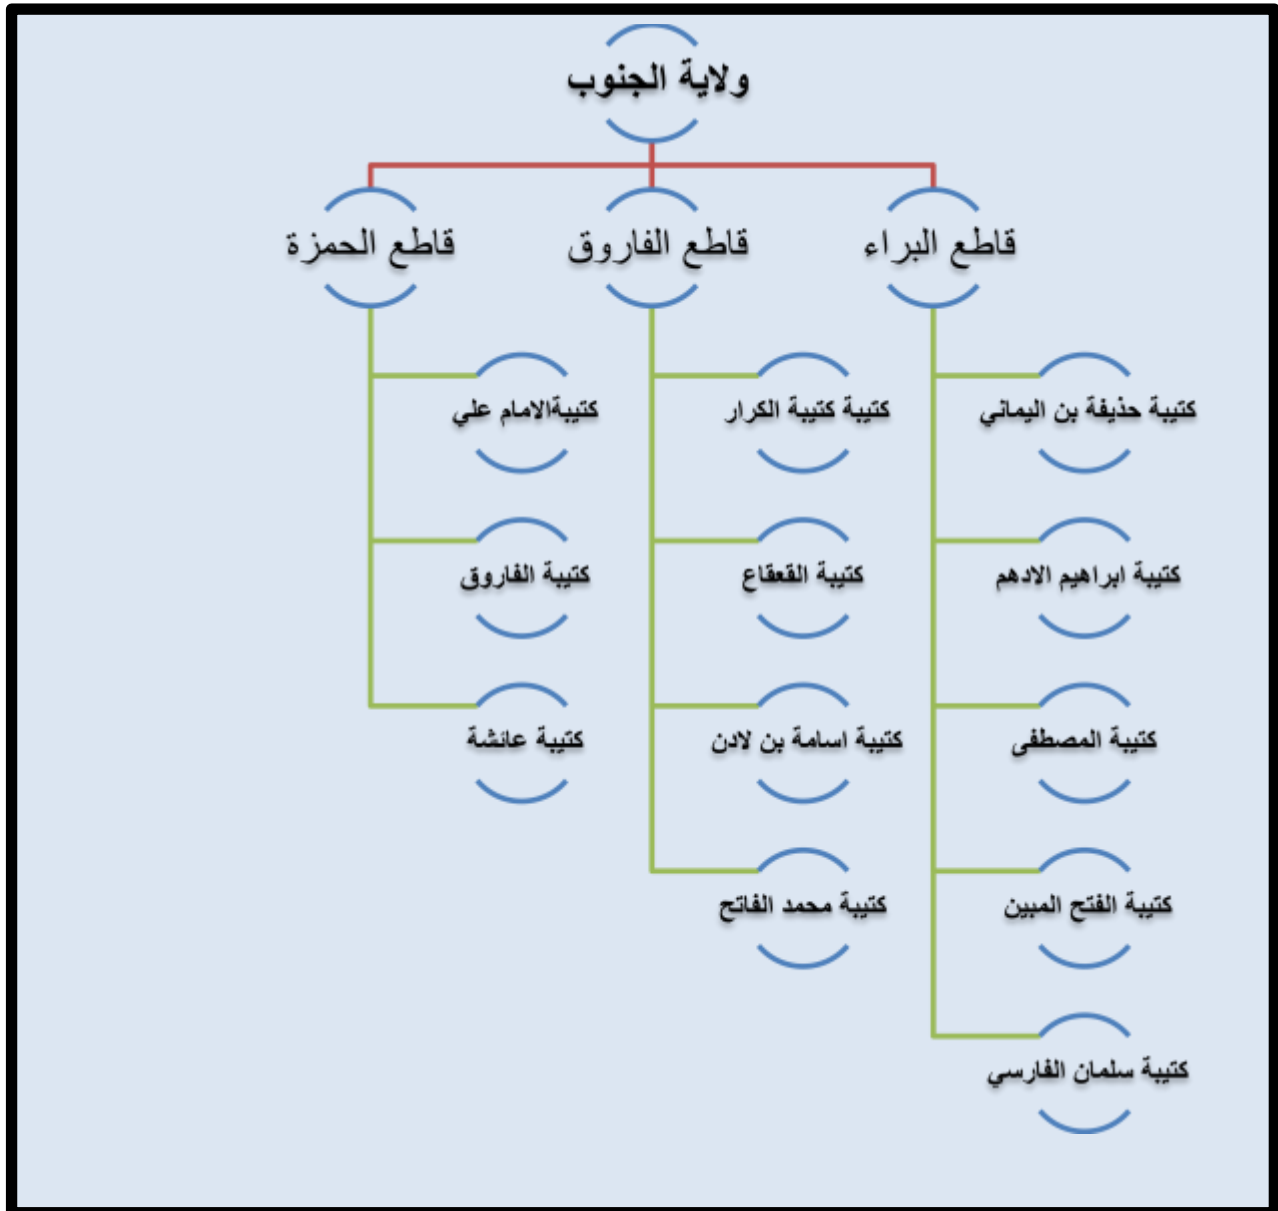 ولاية الجنوب
قاطع البراء
قاطع الفاروق
قاطع الحمزة
كتيبة حذيفة بن اليماني
كتيبة كتيبة الكرار
كتيبةالامام علي
كتيبة ابراهيم الادهم
كتيبة القعقاع
كتيبة الفاروق
كتيبة المصطفى
كتيبة اسامة بن لادن
كتيبة عائشة
كتيبة الفتح المبين
كتيبة محمد الفاتح
كتيبة سلمان الفارسي